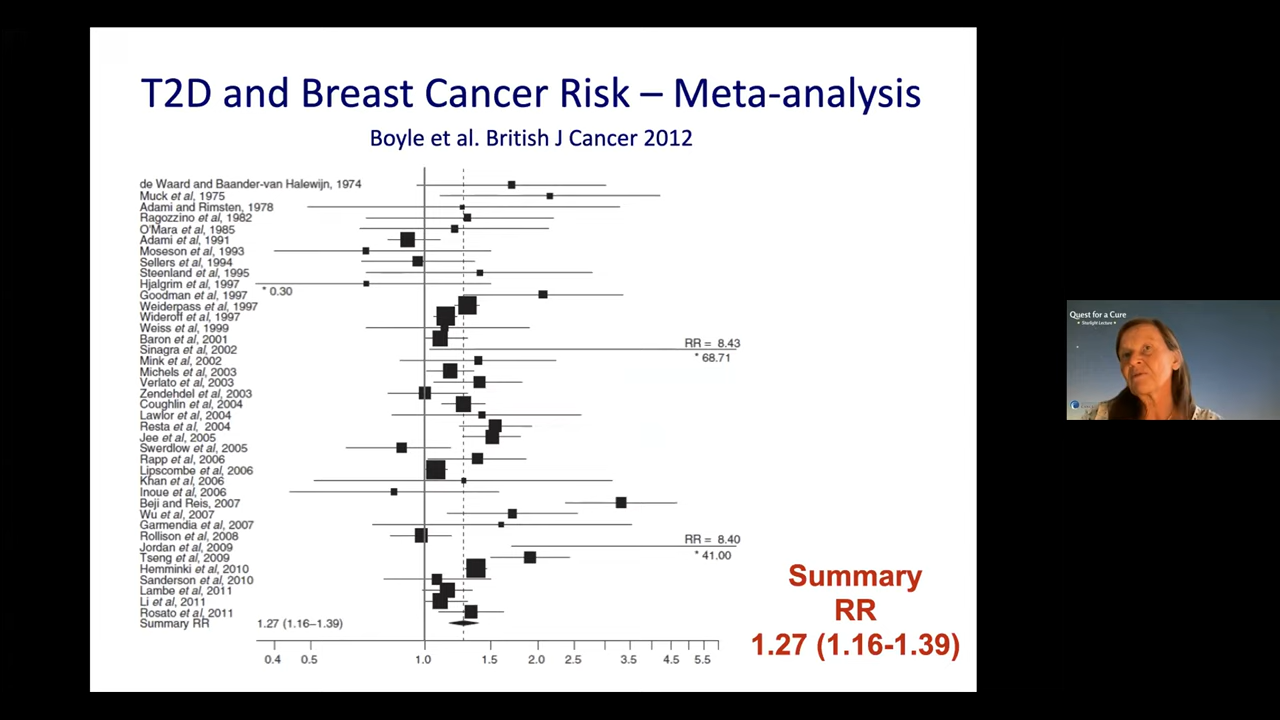 T2D and Breast Cancer Risk – Meta-analysis
Boyle et al. British J Cancer 2012
de Waard and Baander-van Halewijn, 1974
Muck et al, 1975
Adami and Rimsten, 1978
Ragozzino et al, 1982
O'Mara et al, 1985
Adami et al, 1991
Moseson et al, 1993
Sellers et al, 1994
Steenland et al, 1995
Hjalgrim et al, 1997
* 0.30
Goodman et al, 1997
Weiderpass et al, 1997
Wideroff et al, 1997
Weiss et al, 1999
Baron et al, 2001
Sinagra et al, 2002
RR = 8.43
* 68.71
Mink et al, 2002
Michels et al, 2003
Verlato et al, 2003
Zendehdel et al, 2003
Coughlin et al, 2004
Lawlor et al, 2004
Resta et al, 2004
Jee et al, 2005
Swerdlow et al, 2005
Rapp et al, 2006
Lipscombe et al, 2006
Khan et al, 2006
Inoue et al, 2006
Beji and Reis, 2007
Wu et al, 2007
Garmendia et al, 2007
Rollison et al, 2008
Jordan et al, 2009
RR = 8.40
* 41.00
Tseng et al, 2009
Hemminki et al, 2010
Sanderson et al, 2010
Lambe et al, 2011
Li et al, 2011
Rosato et al, 2011
Summary RR 1.27 (1.16–1.39)
0.4 0.5 1.0 1.5 2.0 2.5 3.5 4.5 5.5
Summary
RR
1.27 (1.16-1.39)
Quest for a Cure
• Starlight Lecture •